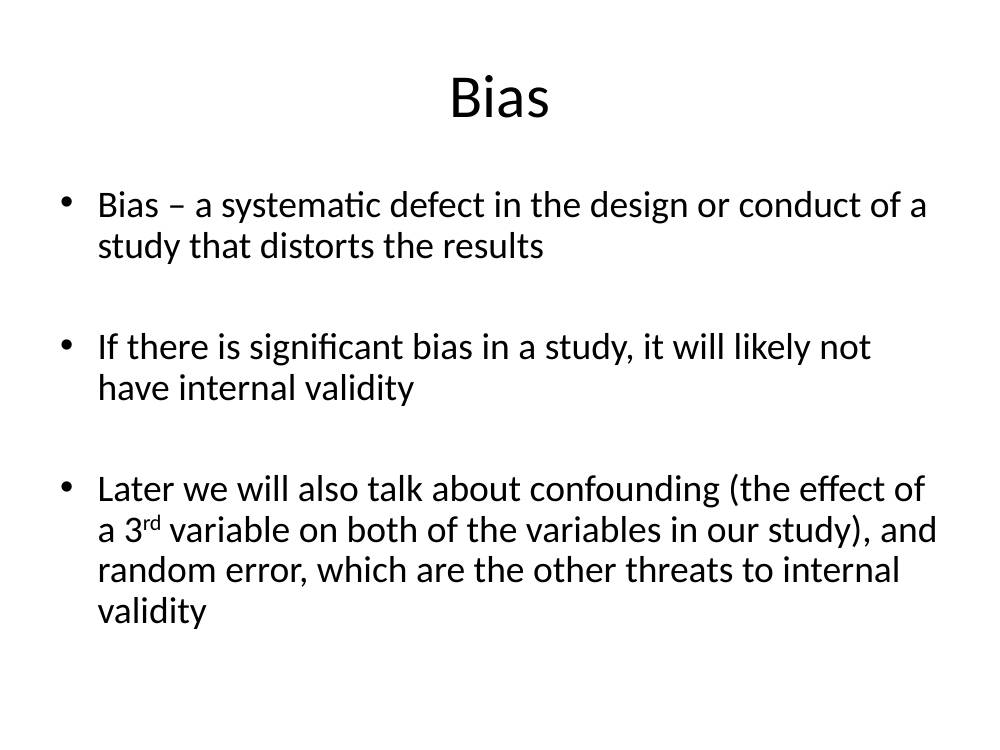 Bias
• Bias – a systematic defect in the design or conduct of a
study that distorts the results
• If there is significant bias in a study, it will likely not
have internal validity
• Later we will also talk about confounding (the effect of
a 3rd variable on both of the variables in our study), and
random error, which are the other threats to internal
validity